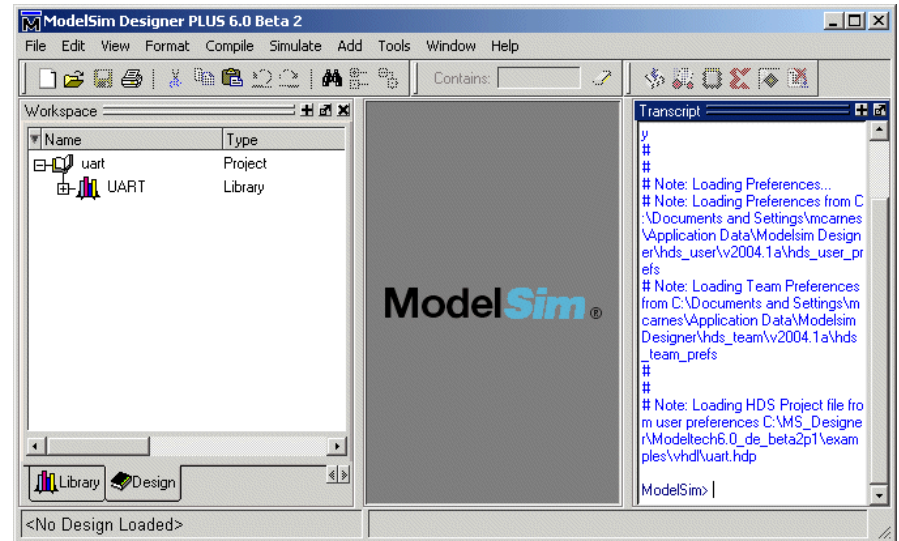 ModelSim Designer PLUS 6.0 Beta 2
File Edit View Format Compile Simulate Add Tools Window Help
Contains:
Workspace
Name Type
uart Project
UART Library
Library Design
ModelSim ®
Transcript
y
#
#
# Note: Loading Preferences...
# Note: Loading Preferences from C
:\Documents and Settings\mcarnes
\Application Data\Modelsim Design
er\hds_user\v2004.1a\hds_user_pr
efs
# Note: Loading Team Preferences
from C:\Documents and Settings\m
carnes\Application Data\Modelsim
Designer\hds_team\v2004.1a\hds
_team_prefs
#
#
# Note: Loading HDS Project file fro
m user preferences C:\MS_Designe
r\Modeltech6.0_de_beta2p1\exam
ples\vhdl\uart.hdp
ModelSim>
<No Design Loaded>